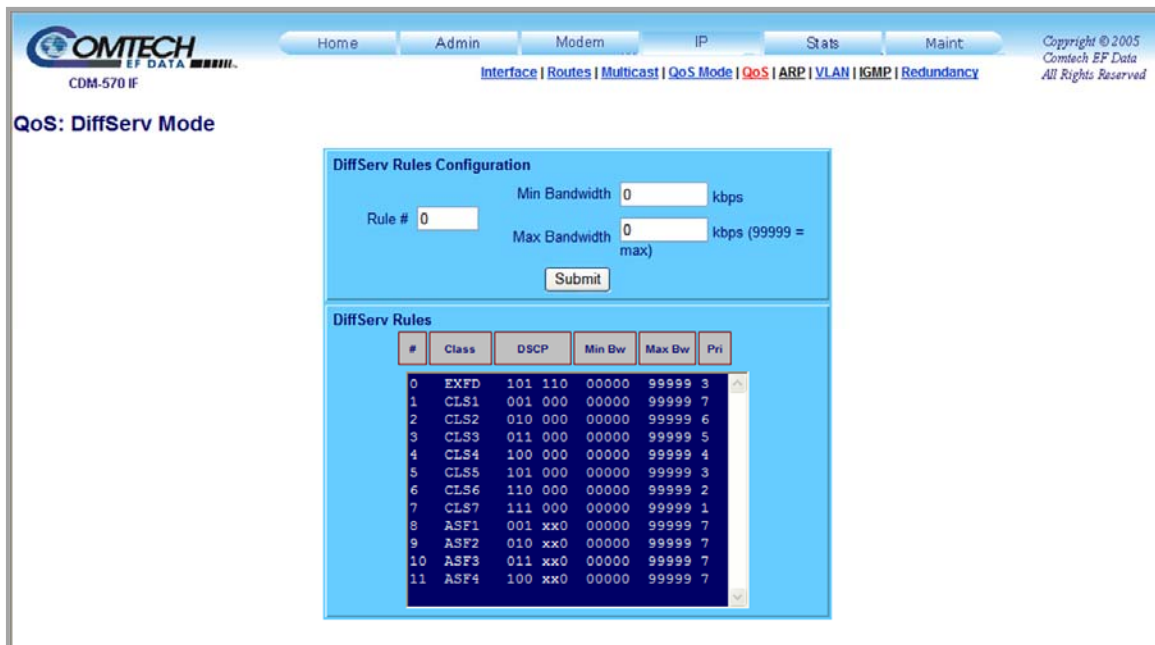 COMTECH
EF DATA
CDM-570 IF
Home Admin Modem IP Stats Maint
Interface | Routes | Multicast | QoS Mode | QoS | ARP | VLAN | IGMP | Redundancy
Copyright © 2005
Comtech EF Data
All Rights Reserved
QoS: DiffServ Mode
DiffServ Rules Configuration
Rule # 0
Min Bandwidth 0 kbps
Max Bandwidth 0 kbps (99999 =
max)
Submit
DiffServ Rules
# Class DSCP Min Bw Max Bw Pri
0 EXFD 101 110 00000 99999 3
1 CLS1 001 000 00000 99999 7
2 CLS2 010 000 00000 99999 6
3 CLS3 011 000 00000 99999 5
4 CLS4 100 000 00000 99999 4
5 CLS5 101 000 00000 99999 3
6 CLS6 110 000 00000 99999 2
7 CLS7 111 000 00000 99999 1
8 ASF1 001 xx0 00000 99999 7
9 ASF2 010 xx0 00000 99999 7
10 ASF3 011 xx0 00000 99999 7
11 ASF4 100 xx0 00000 99999 7